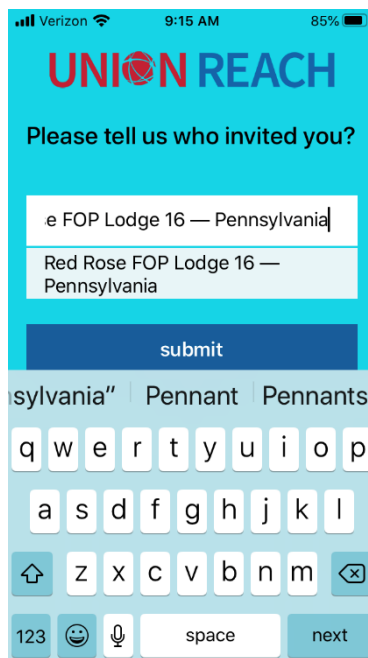 Verizon 9:15 AM 85%
UNION REACH
Please tell us who invited you?
e FOP Lodge 16 — Pennsylvania
Red Rose FOP Lodge 16 —
Pennsylvania
submit
sylvania” Pennant Pennants
q w e r t y u i o p
a s d f g h j k l
z x c v b n m
123 space next